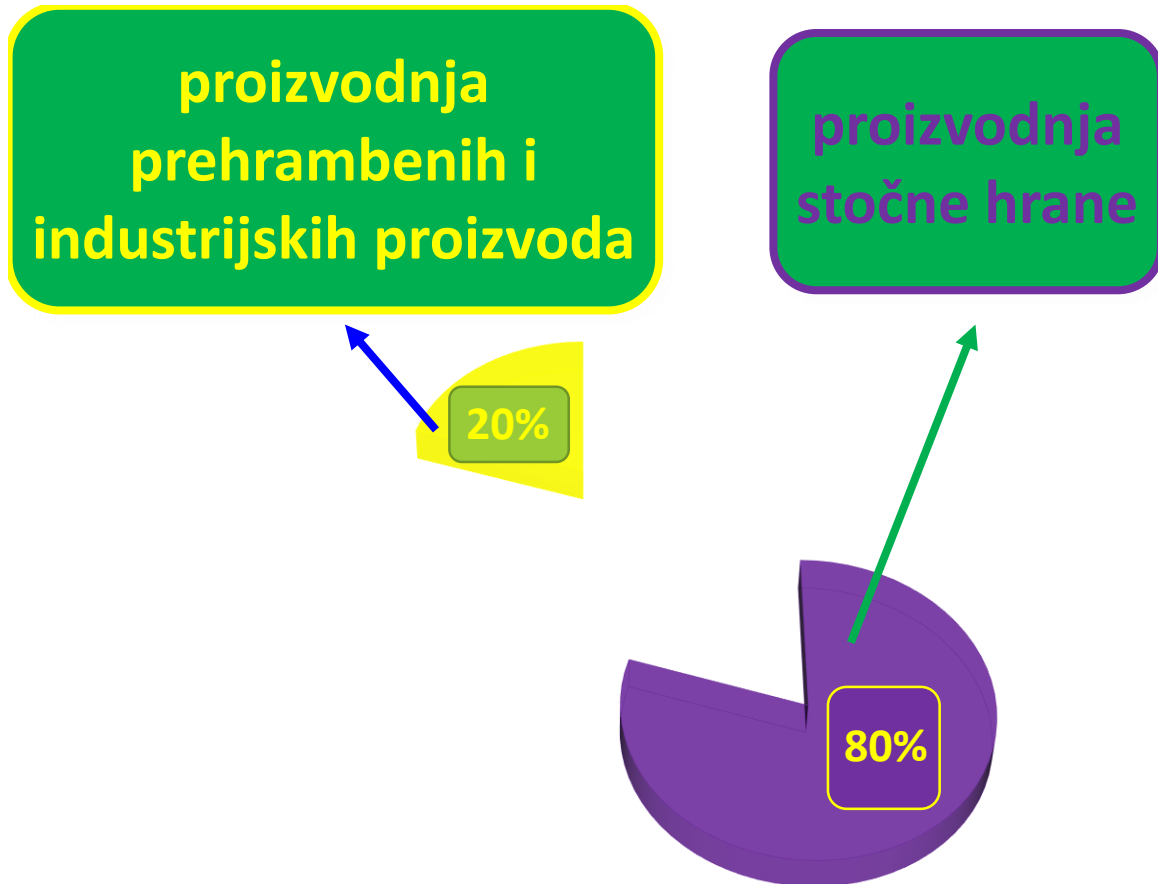 proizvodnja
prehrambenih i
industrijskih proizvoda
proizvodnja
stočne hrane
20%
80%